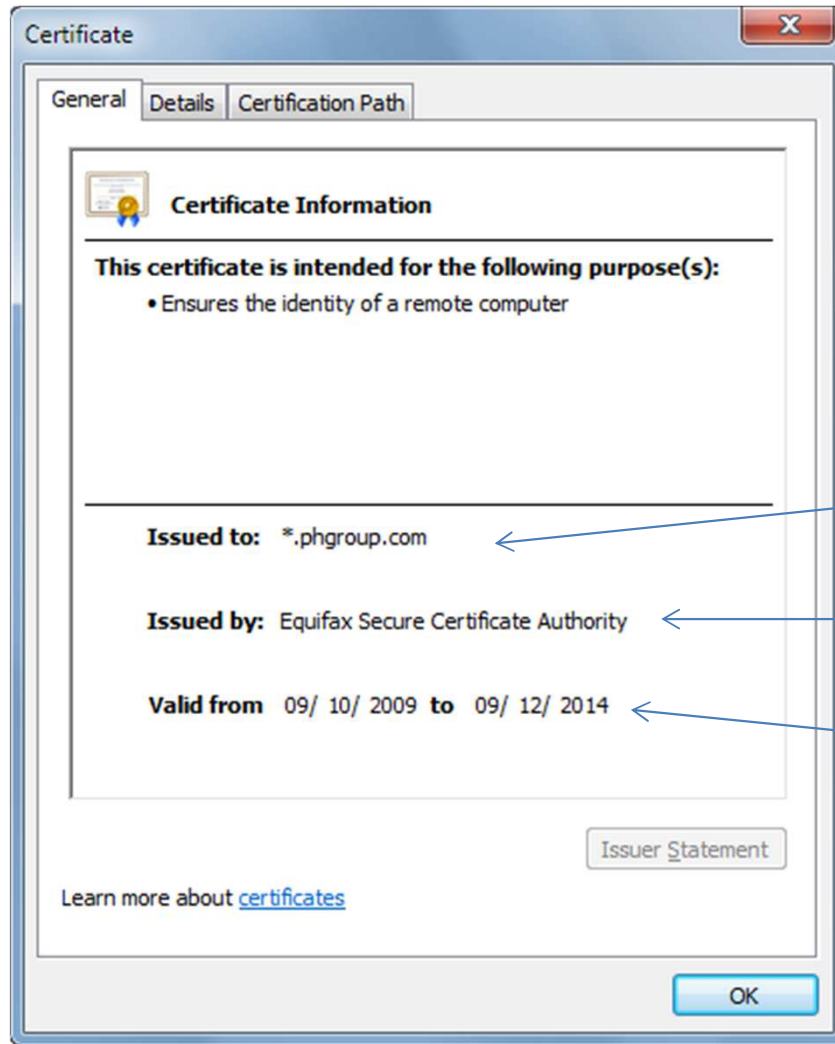 Certificate
General Details Certification Path
Certificate Information
This certificate is intended for the following purpose(s):
• Ensures the identity of a remote computer
Issued to: *.phgroup.com
Issued by: Equifax Secure Certificate Authority
Valid from 09/ 10/ 2009 to 09/ 12/ 2014
Issuer Statement
Learn more about certificates
OK